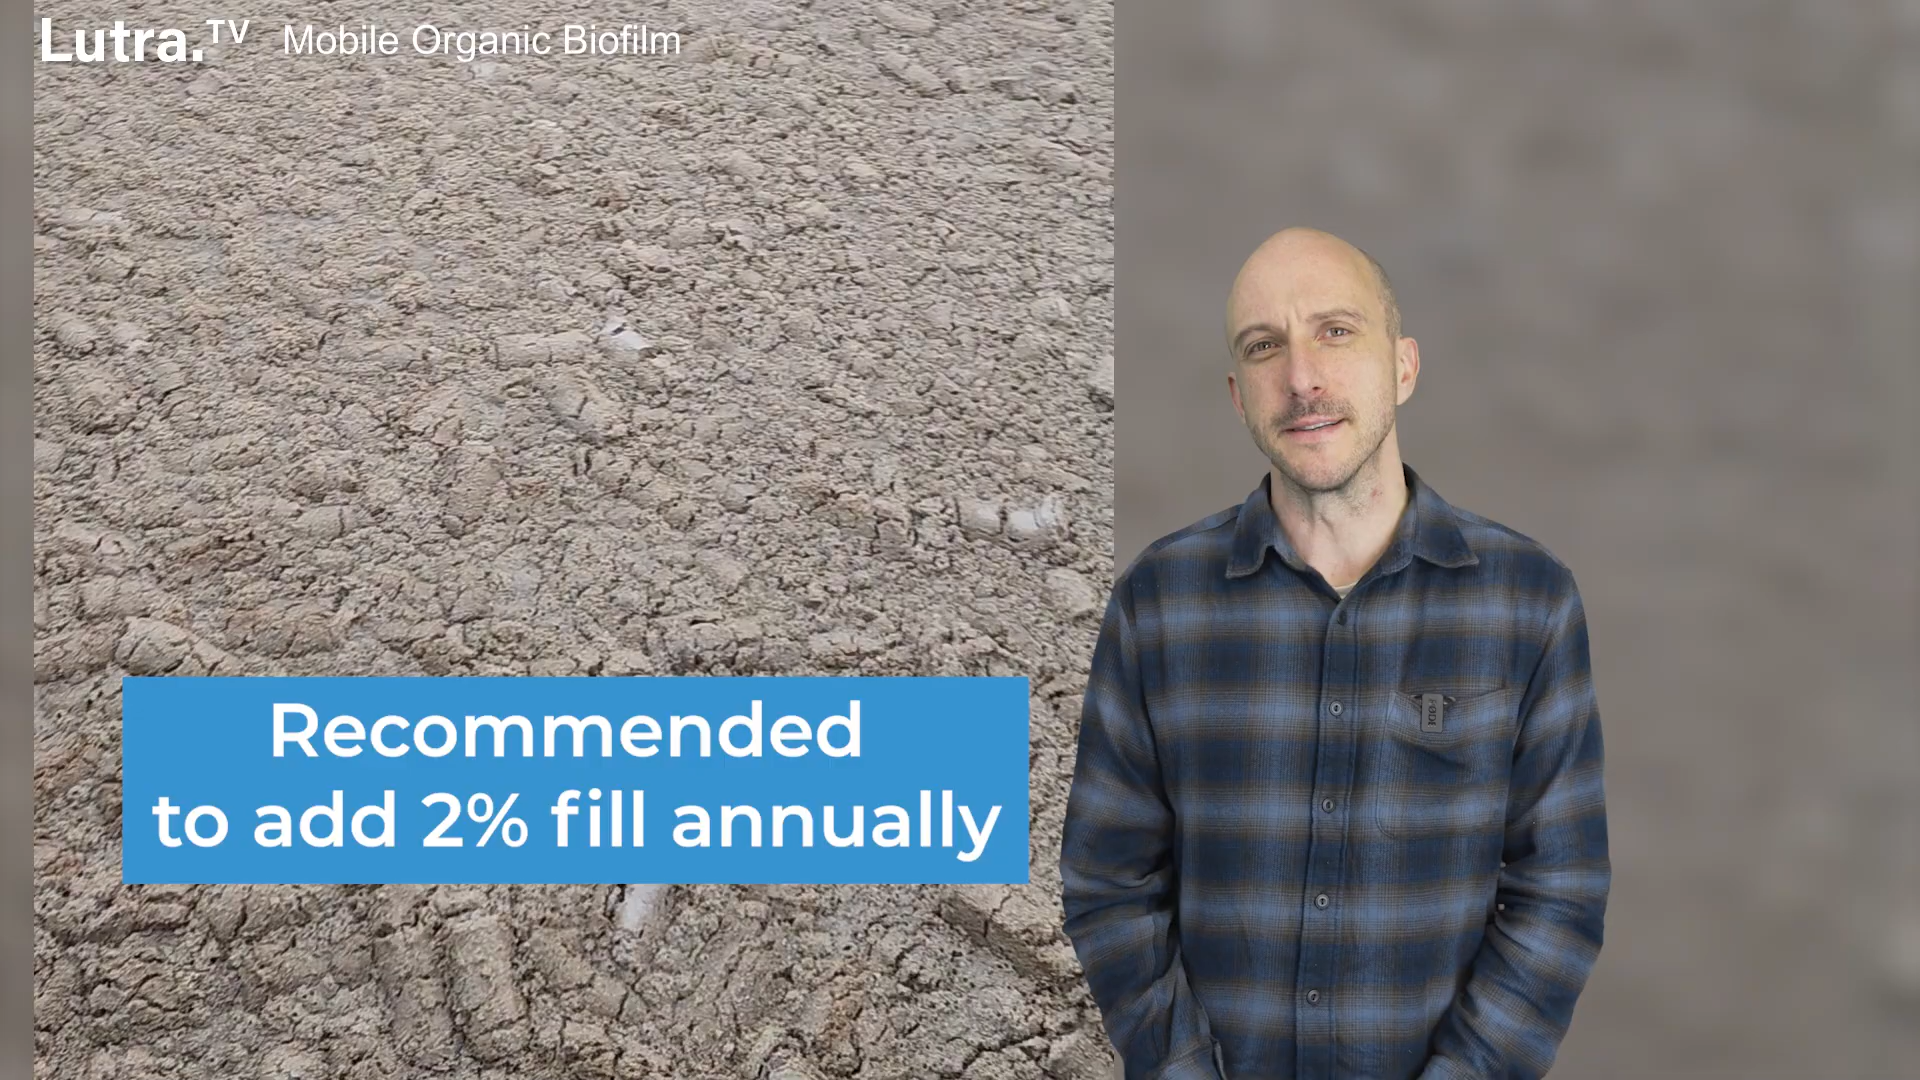 Lutra.TV Mobile Organic Biofilm
Recommended
to add 2% fill annually